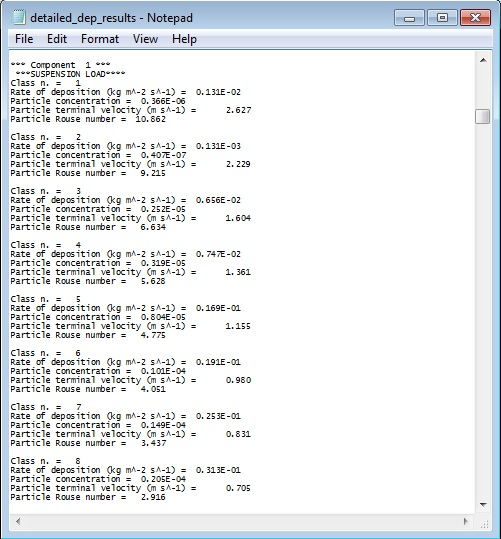 detailed_dep_results - Notepad
File Edit Format View Help
*** Component 1 ***
***SUSPENSION LOAD****
Class n. = 1
Rate of deposition (kg m^-2 s^-1) = 0.131E-02
Particle concentration = 0.366E-06
Particle terminal velocity (m s^-1) = 2.627
Particle Rouse number = 10.862
Class n. = 2
Rate of deposition (kg m^-2 s^-1) = 0.131E-03
Particle concentration = 0.407E-07
Particle terminal velocity (m s^-1) = 2.229
Particle Rouse number = 9.215
Class n. = 3
Rate of deposition (kg m^-2 s^-1) = 0.656E-02
Particle concentration = 0.252E-05
Particle terminal velocity (m s^-1) = 1.604
Particle Rouse number = 6.634
Class n. = 4
Rate of deposition (kg m^-2 s^-1) = 0.747E-02
Particle concentration = 0.319E-05
Particle terminal velocity (m s^-1) = 1.361
Particle Rouse number = 5.628
Class n. = 5
Rate of deposition (kg m^-2 s^-1) = 0.169E-01
Particle concentration = 0.804E-05
Particle terminal velocity (m s^-1) = 1.155
Particle Rouse number = 4.775
Class n. = 6
Rate of deposition (kg m^-2 s^-1) = 0.191E-01
Particle concentration = 0.101E-04
Particle terminal velocity (m s^-1) = 0.980
Particle Rouse number = 4.051
Class n. = 7
Rate of deposition (kg m^-2 s^-1) = 0.253E-01
Particle concentration = 0.149E-04
Particle terminal velocity (m s^-1) = 0.831
Particle Rouse number = 3.437
Class n. = 8
Rate of deposition (kg m^-2 s^-1) = 0.313E-01
Particle concentration = 0.205E-04
Particle terminal velocity (m s^-1) = 0.705
Particle Rouse number = 2.916